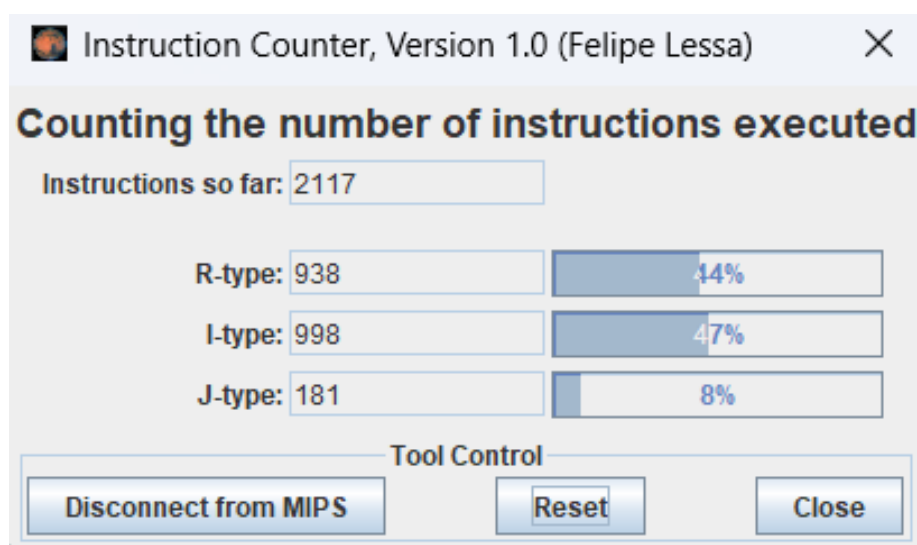 Instruction Counter, Version 1.0 (Felipe Lessa)
Counting the number of instructions executed
Instructions so far: 2117
R-type: 938 44%
I-type: 998 47%
J-type: 181 8%
Tool Control
Disconnect from MIPS Reset Close